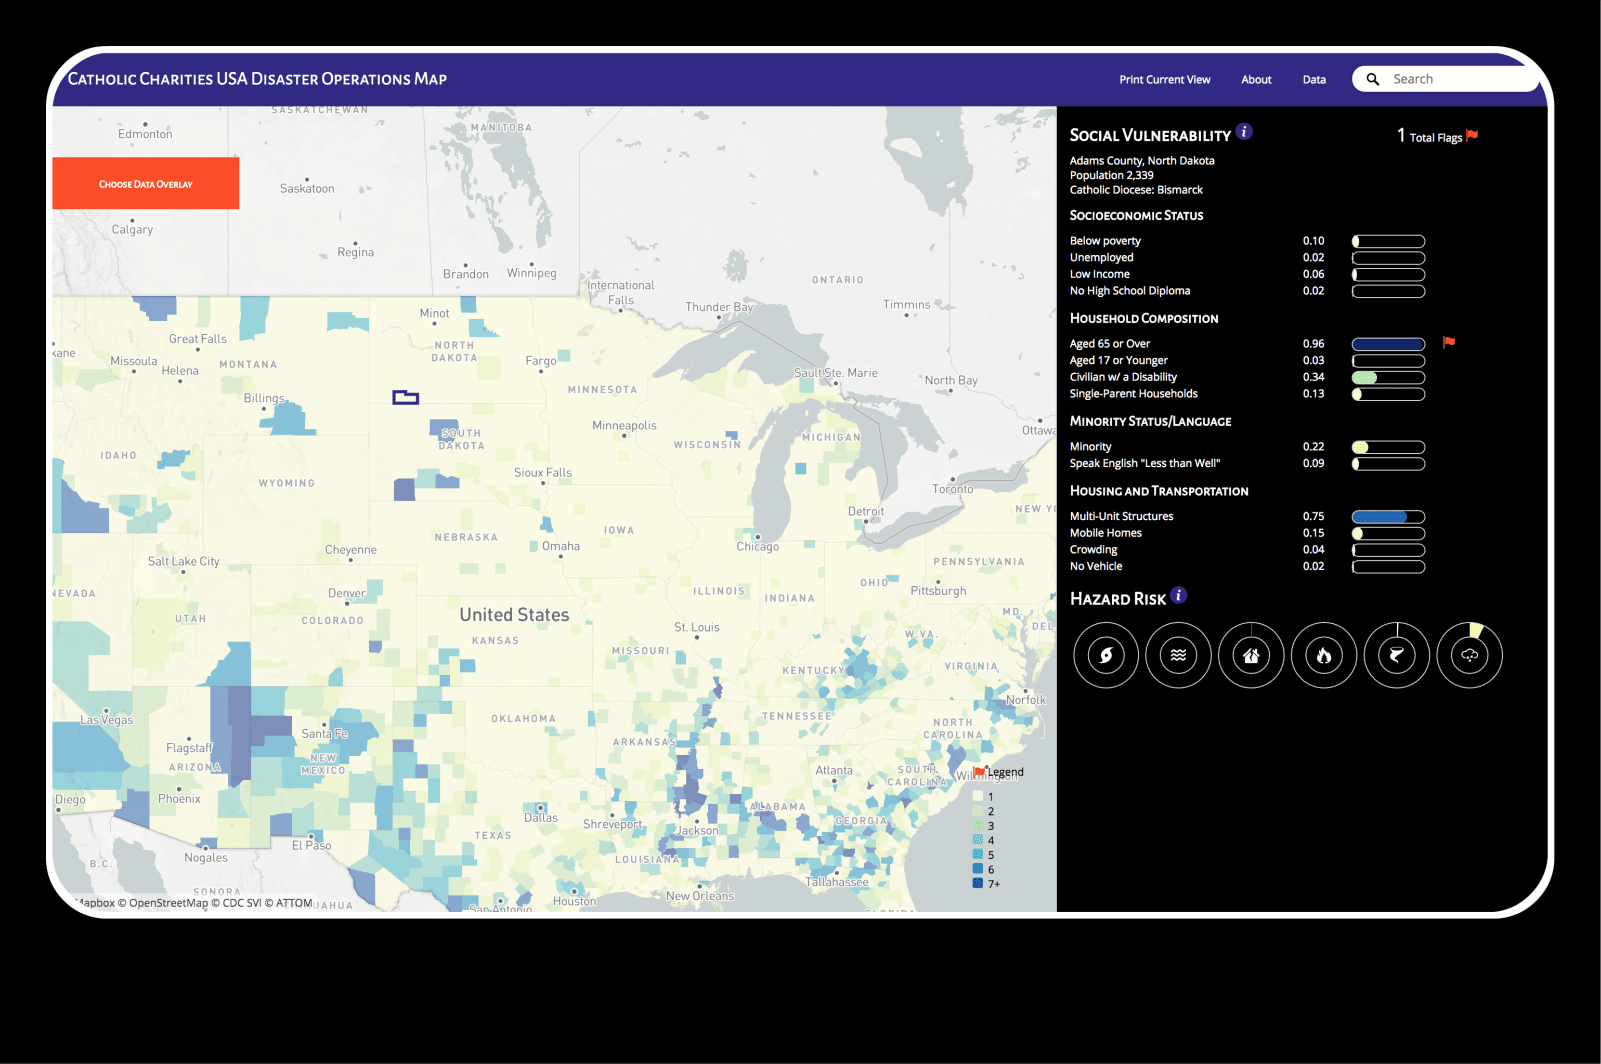 Catholic Charities USA Disaster Operations Map
Print Current View
About
Data
Search
Choose Data Overlay
SASKATCHEWAN
MANITOBA
Edmonton
Saskatoon
Calgary
Regina
Brandon
Winnipeg
ONTARIO
International
Falls
Thunder Bay
Timmins
Minot
Great Falls
NORTH
DAKOTA
Fargo
Missoula
MONTANA
Helena
Sault Ste. Marie
North Bay
MINNESOTA
Billings
Minneapolis
Ottawa
SOUTH
DAKOTA
WISCONSIN
MICHIGAN
IDAHO
Sioux Falls
WYOMING
Toronto
Detroit
NEW Y
IOWA
NEBRASKA
Omaha
Chicago
Cheyenne
Salt Lake City
PENNSYLVANIA
OHIO
Pittsburgh
NEVADA
Denver
ILLINOIS
INDIANA
UTAH
COLORADO
United States
MD.
DEL
St. Louis
KANSAS
W.VA.
MISSOURI
KENTUCKY
VIRGINIA
Norfolk
Las Vegas
OKLAHOMA
TENNESSEE
NORTH
CAROLINA
Santa Fe
Flagstaff
ARKANSAS
ARIZONA
NEW
MEXICO
Atlanta
SOUTH
CAROLINA
Wilmington
Legend
Diego
Phoenix
1
2
3
4
5
6
7+
ALABAMA
Dallas
Shreveport
GEORGIA
Jackson
TEXAS
El Paso
Nogales
LOUISIANA
B.C.
Tallahassee
SONORA
Houston
New Orleans
San Antonio
FLORIDA
Mapbox © OpenStreetMap © CDC SVI © ATTOM
UAHUA
Social Vulnerability i
1 Total Flags
Adams County, North Dakota
Population 2,339
Catholic Diocese: Bismarck
Socioeconomic Status
Below poverty 0.10
Unemployed 0.02
Low Income 0.06
No High School Diploma 0.02
Household Composition
Aged 65 or Over 0.96
Aged 17 or Younger 0.03
Civilian w/ a Disability 0.34
Single-Parent Households 0.13
Minority Status/Language
Minority 0.22
Speak English "Less than Well" 0.09
Housing and Transportation
Multi-Unit Structures 0.75
Mobile Homes 0.15
Crowding 0.04
No Vehicle 0.02
Hazard Risk i